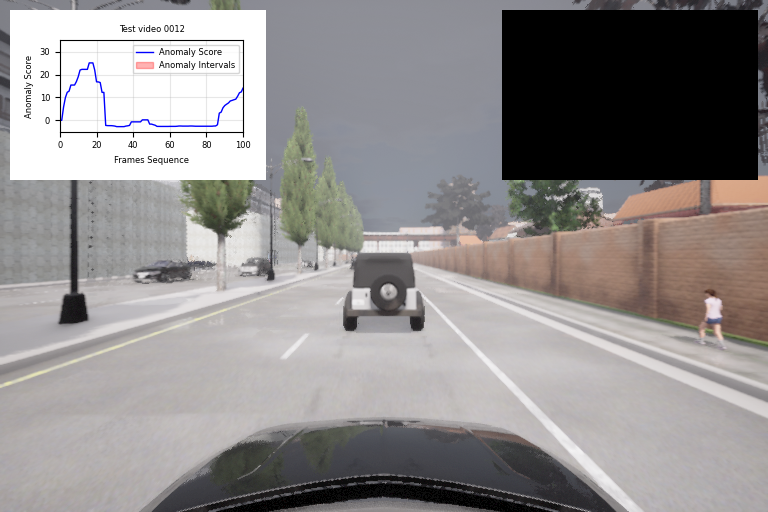 Test video 0012
Anomaly Score
Anomaly Intervals
30
20
10
0
Anomaly Score
0 20 40 60 80 100
Frames Sequence